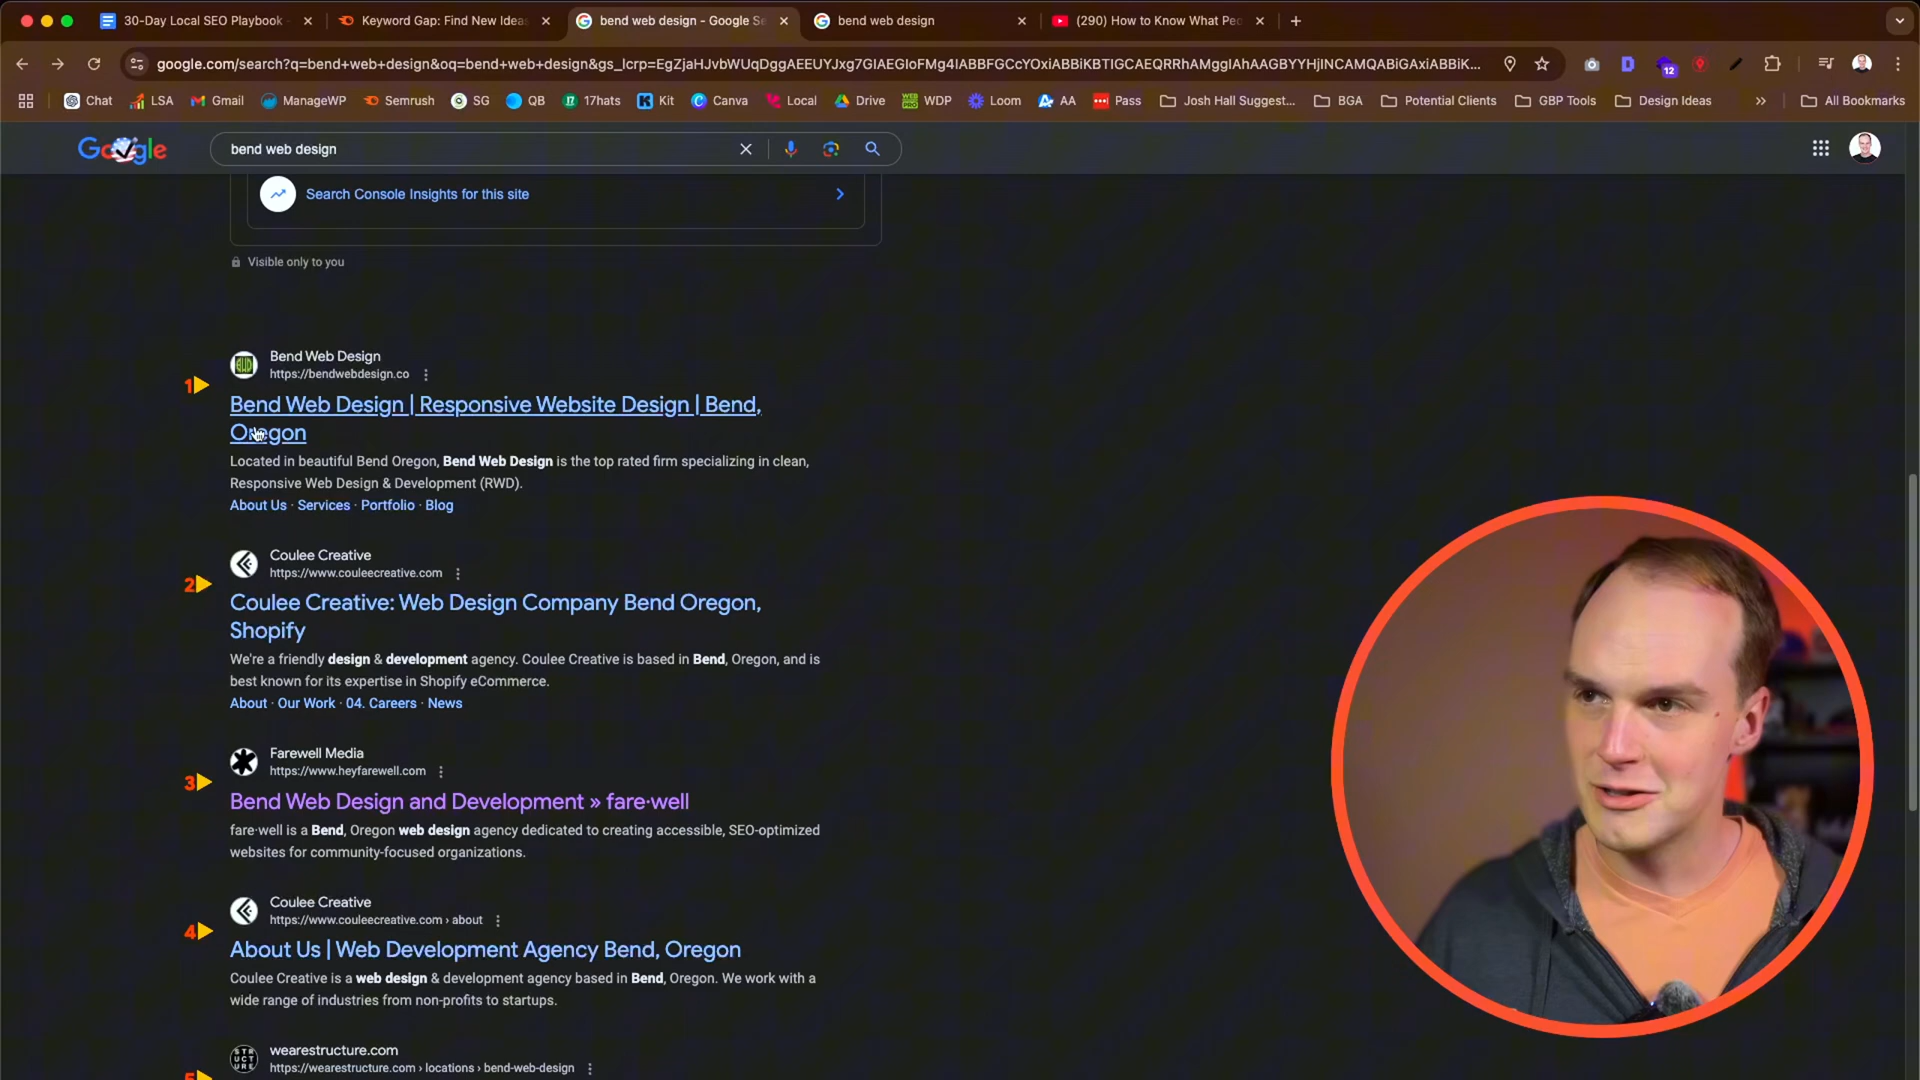 30-Day Local SEO Playbook
Keyword Gap: Find New Ideas
bend web design - Google Se
bend web design
(290) How to Know What Peo
google.com/search?q=bend+web+design&oq=bend+web+design&gs_lcrp=EgZjaHJvbWUqDggAEEUYJxg7GIAEGIoFMg4IABBFGCcYOxiABBiKBTIGCAEQRRhAMggIAhAAGBYYHjINCAMQABiGAxiABBiK...
12
Chat
LSA
Gmail
ManageWP
Semrush
SG
QB
17hats
Kit
Canva
Local
Drive
WDP
Loom
AA
Pass
Josh Hall Suggest...
BGA
Potential Clients
GBP Tools
Design Ideas
All Bookmarks
Google
bend web design
Search Console Insights for this site
Visible only to you
Bend Web Design
https://bendwebdesign.co
1
Bend Web Design | Responsive Website Design | Bend,
Oregon
Located in beautiful Bend Oregon, Bend Web Design is the top rated firm specializing in clean,
Responsive Web Design & Development (RWD).
About Us · Services · Portfolio · Blog
Coulee Creative
https://www.couleecreative.com
2
Coulee Creative: Web Design Company Bend Oregon,
Shopify
We're a friendly design & development agency. Coulee Creative is based in Bend, Oregon, and is
best known for its expertise in Shopify eCommerce.
About · Our Work · 04. Careers · News
Farewell Media
https://www.heyfarewell.com
3
Bend Web Design and Development » fare·well
fare·well is a Bend, Oregon web design agency dedicated to creating accessible, SEO-optimized
websites for community-focused organizations.
Coulee Creative
https://www.couleecreative.com › about
4
About Us | Web Development Agency Bend, Oregon
Coulee Creative is a web design & development agency based in Bend, Oregon. We work with a
wide range of industries from non-profits to startups.
wearestructure.com
https://wearestructure.com › locations › bend-web-design
5